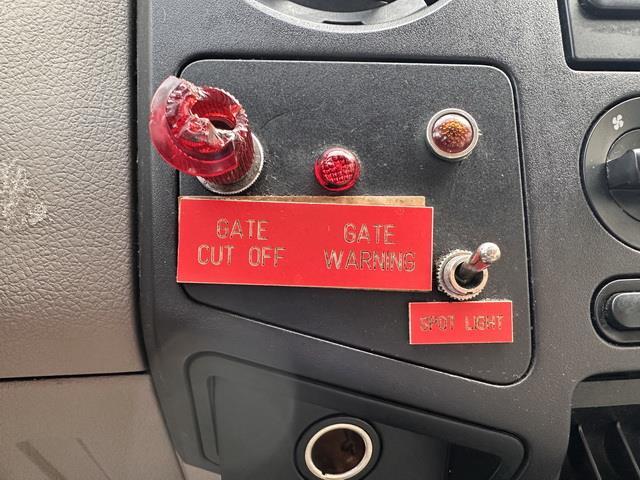 GATE
CUT OFF
GATE
WARNING
SPOT LIGHT